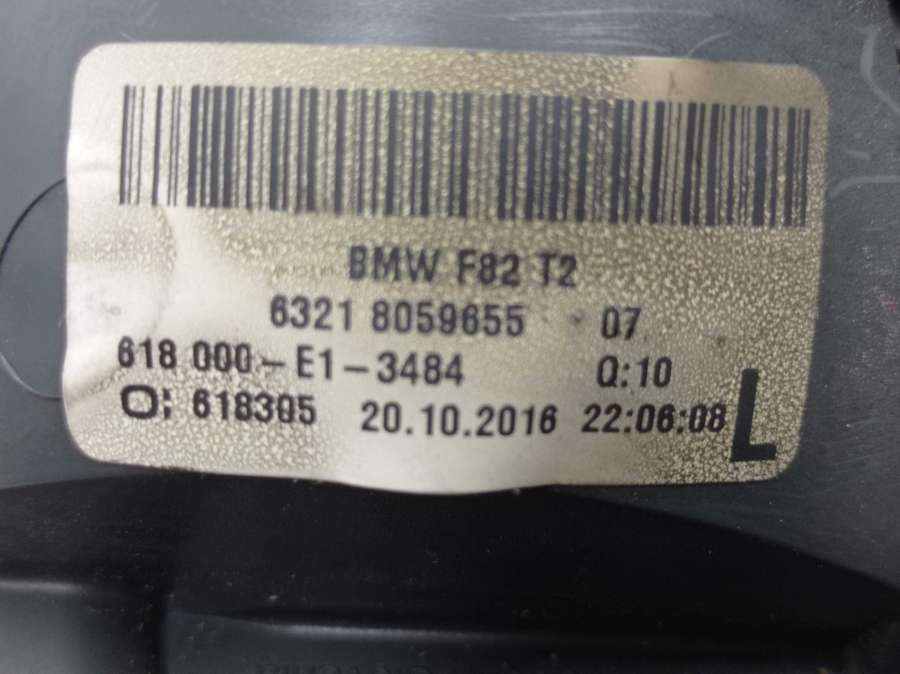 BMW F82 T2
6321 8059655 07
618 000-E1-3484 Q:10
O: 618305 20.10.2016 22:06:08 L